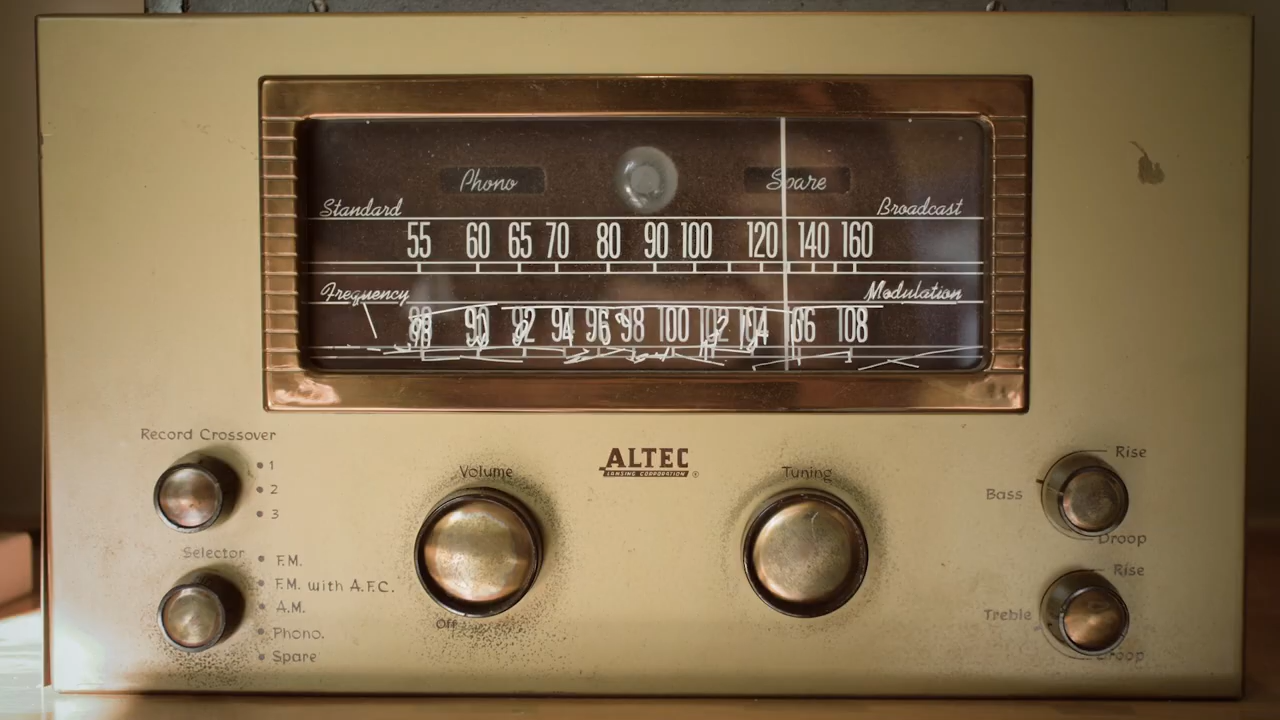 Phono Spare
Standard Broadcast
55 60 65 70 80 90 100 120 140 160
Frequency Modulation
88 90 92 94 96 98 100 102 104 106 108
Record Crossover
1
2
3
Volume
ALTEC
LANSING CORPORATION
Tuning
Rise
Bass
Droop
Selector
F.M.
F.M. with A.F.C.
A.M.
Phono.
Spare
Off
Rise
Treble
Droop